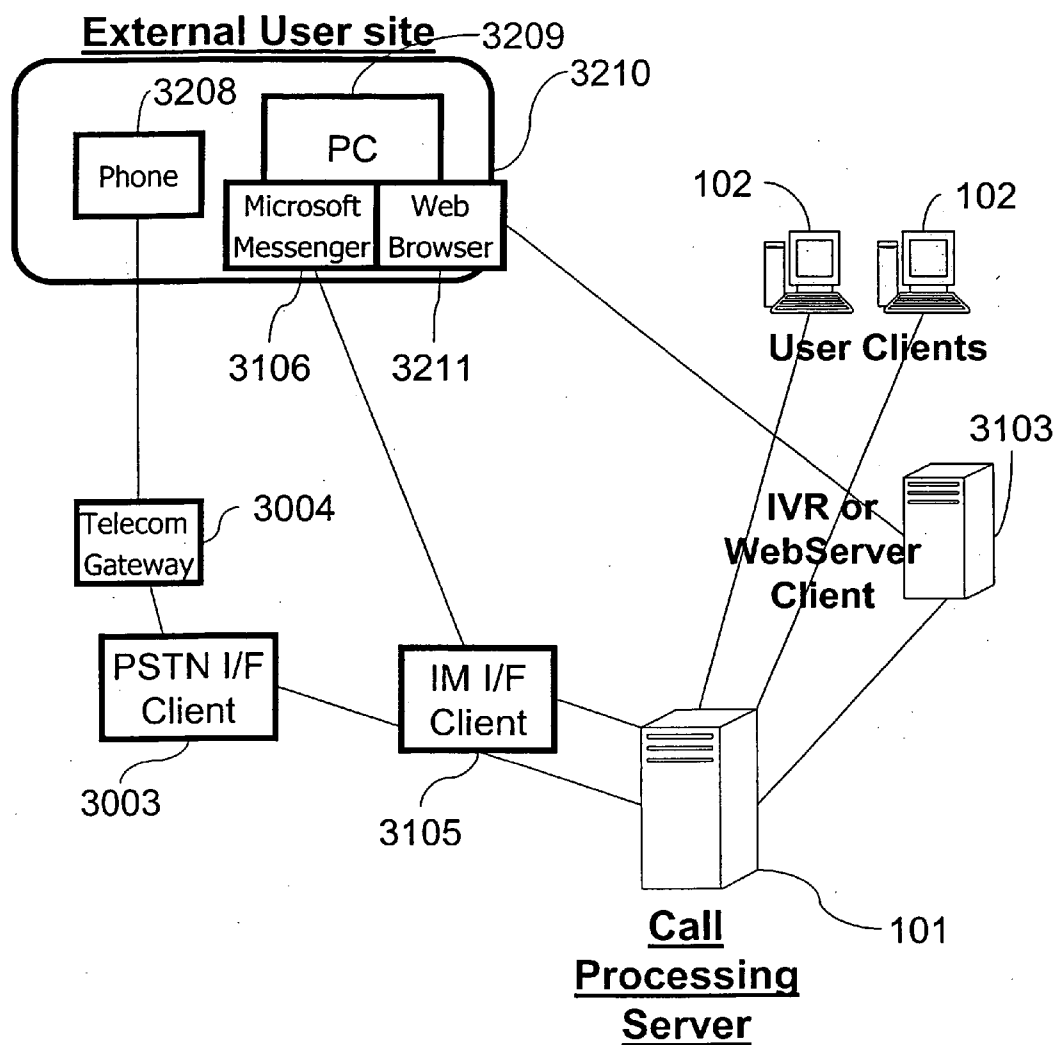 External User site
3209
3208
3210
PC
Phone
Microsoft
Messenger
Web
Browser
102
102
3106
3211
User Clients
3103
3004
Telecom
Gateway
IVR or
WebServer
Client
PSTN I/F
Client
IM I/F
Client
3003
3105
101
Call
Processing
Server